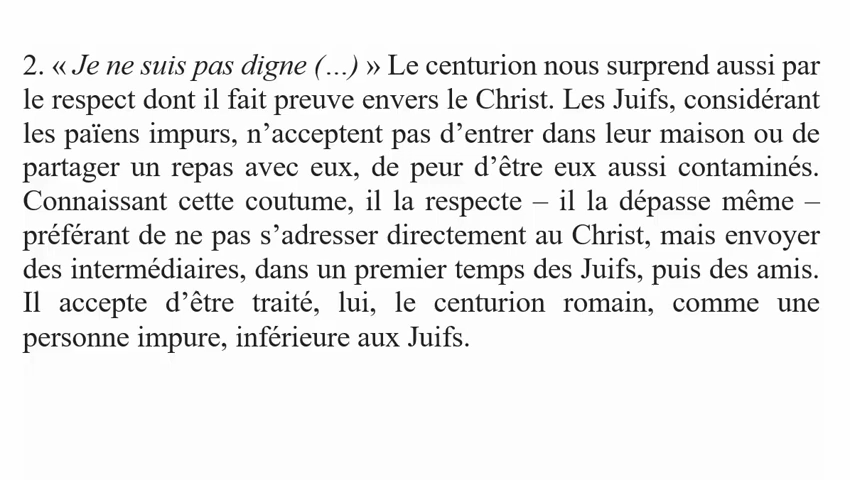 2. « Je ne suis pas digne (…) » Le centurion nous surprend aussi par
le respect dont il fait preuve envers le Christ. Les Juifs, considérant
les païens impurs, n’acceptent pas d’entrer dans leur maison ou de
partager un repas avec eux, de peur d’être eux aussi contaminés.
Connaissant cette coutume, il la respecte – il la dépasse même –
préférant de ne pas s’adresser directement au Christ, mais envoyer
des intermédiaires, dans un premier temps des Juifs, puis des amis.
Il accepte d’être traité, lui, le centurion romain, comme une
personne impure, inférieure aux Juifs.